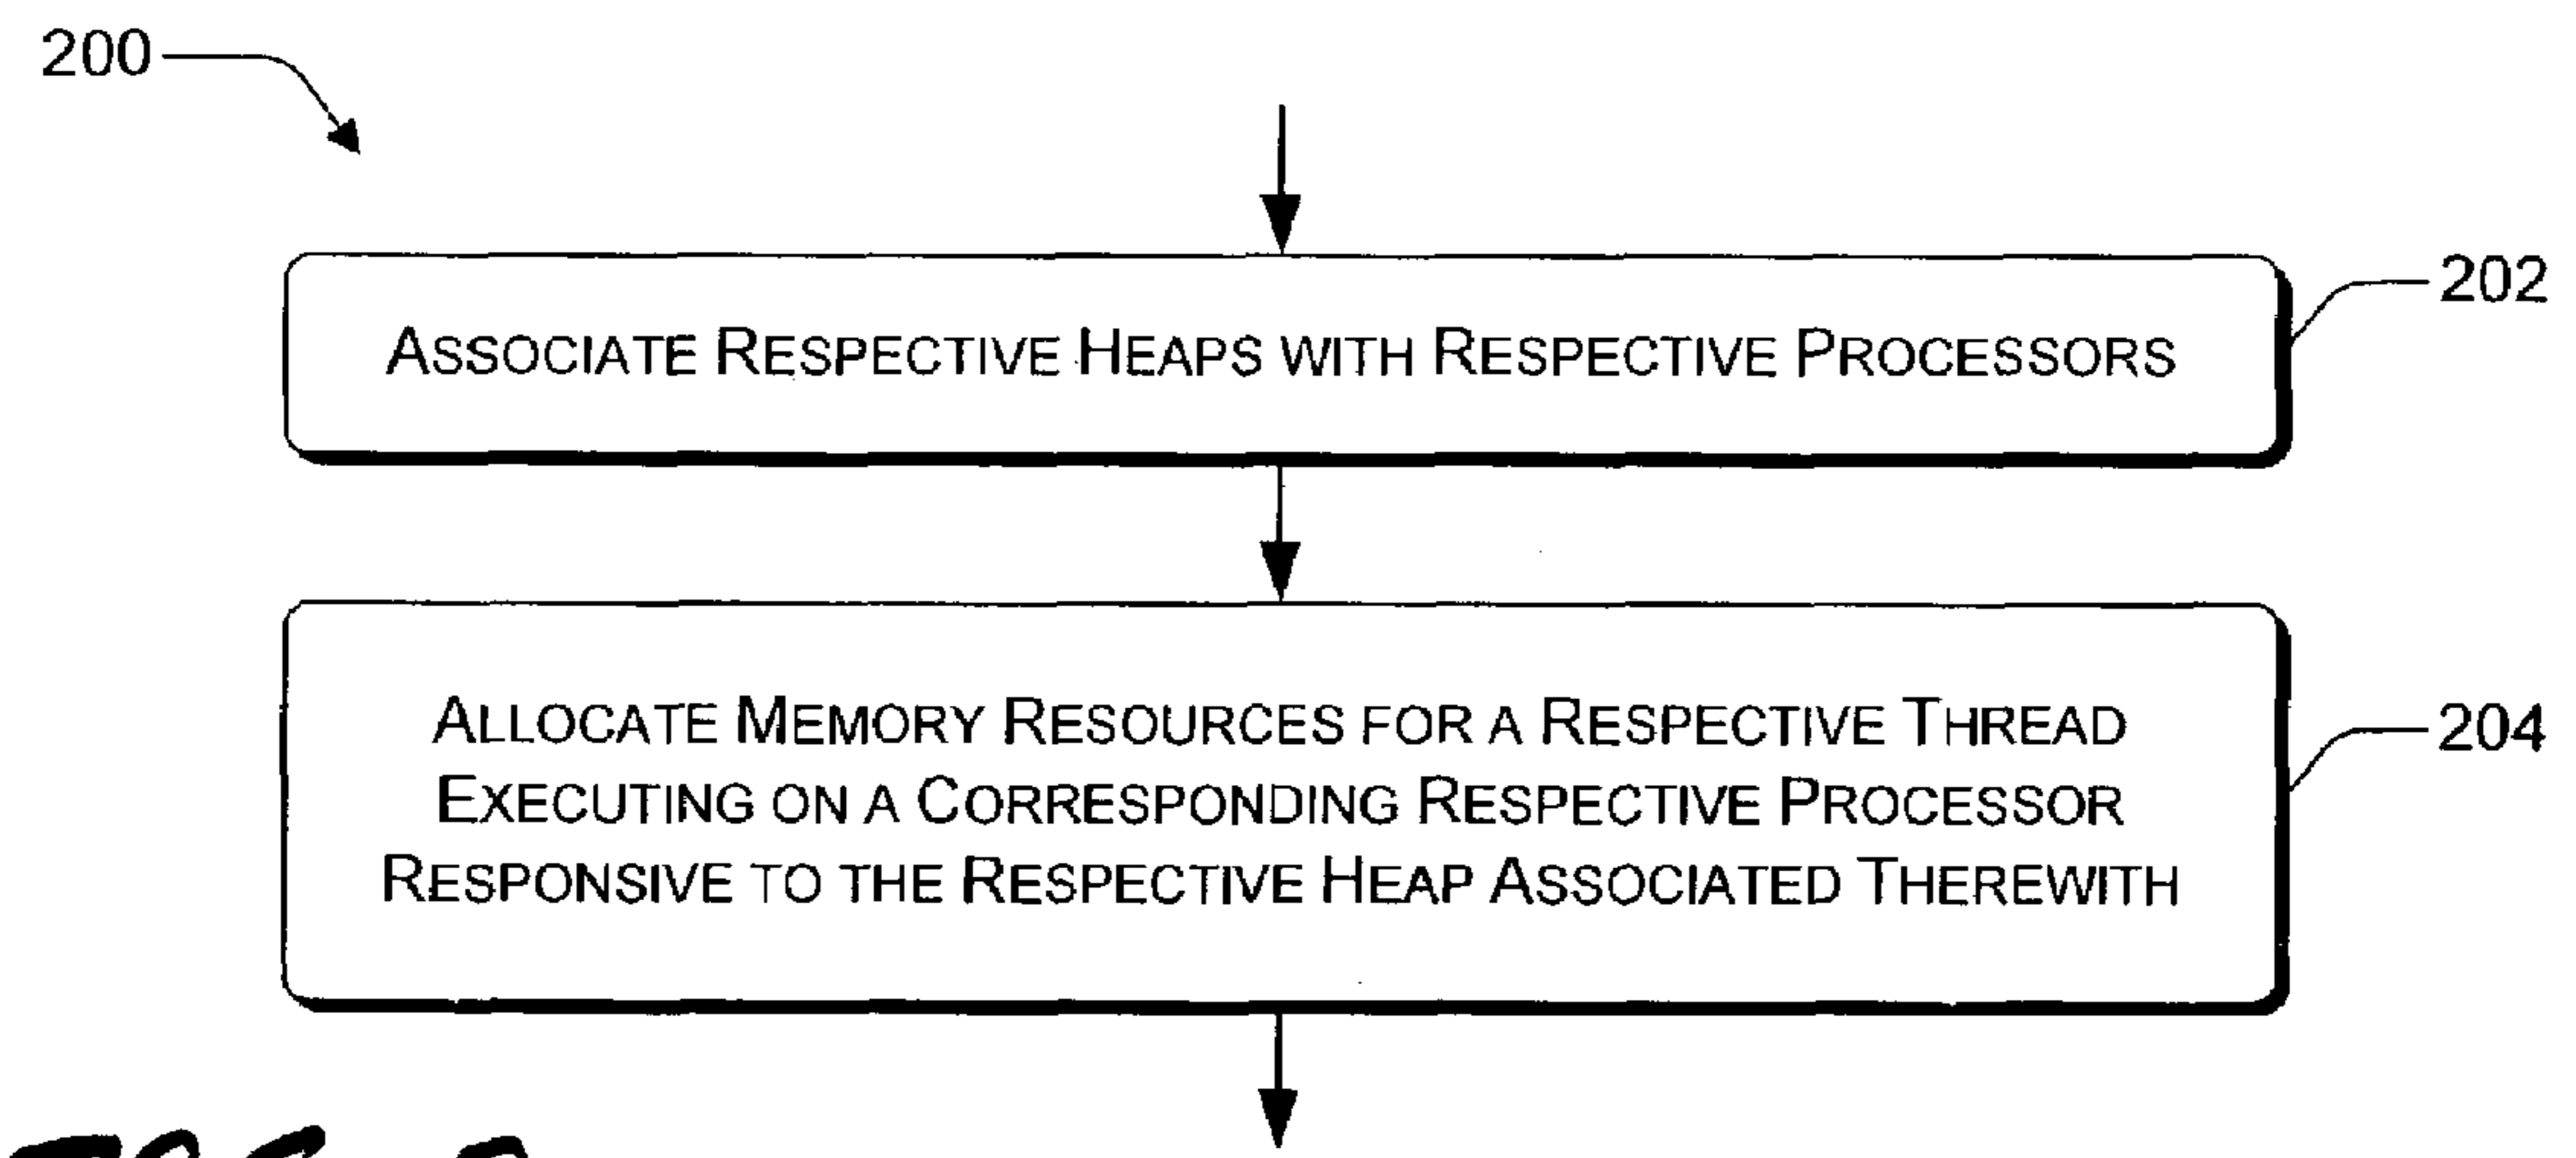 200
202
ASSOCIATE RESPECTIVE HEAPS WITH RESPECTIVE PROCESSORS
204
ALLOCATE MEMORY RESOURCES FOR A RESPECTIVE THREAD
EXECUTING ON A CORRESPONDING RESPECTIVE PROCESSOR
RESPONSIVE TO THE RESPECTIVE HEAP ASSOCIATED THEREWITH